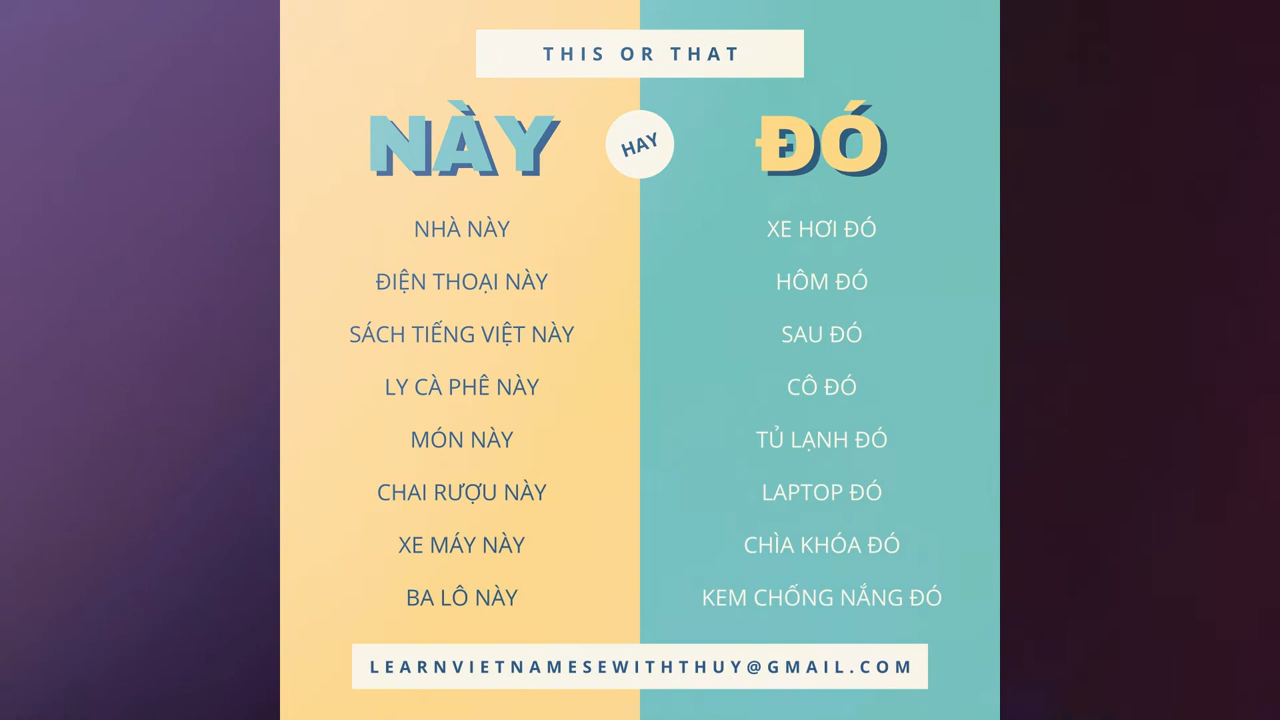 THIS OR THAT
NÀY HAY ĐÓ
NHÀ NÀY
ĐIỆN THOẠI NÀY
SÁCH TIẾNG VIỆT NÀY
LY CÀ PHÊ NÀY
MÓN NÀY
CHAI RƯỢU NÀY
XE MÁY NÀY
BA LÔ NÀY
XE HƠI ĐÓ
HÔM ĐÓ
SAU ĐÓ
CÔ ĐÓ
TỦ LẠNH ĐÓ
LAPTOP ĐÓ
CHÌA KHÓA ĐÓ
KEM CHỐNG NẮNG ĐÓ
LEARNVIETNAMESEWITHTHUY@GMAIL.COM